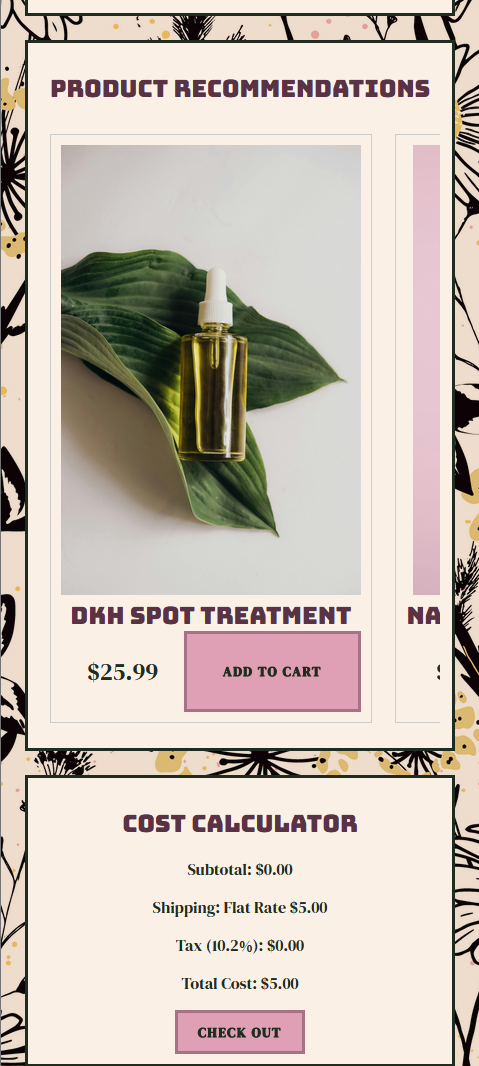 PRODUCT RECOMMENDATIONS
DKH SPOT TREATMENT
NA
$25.99
ADD TO CART
COST CALCULATOR
Subtotal: $0.00
Shipping: Flat Rate $5.00
Tax (10.2%): $0.00
Total Cost: $5.00
CHECK OUT